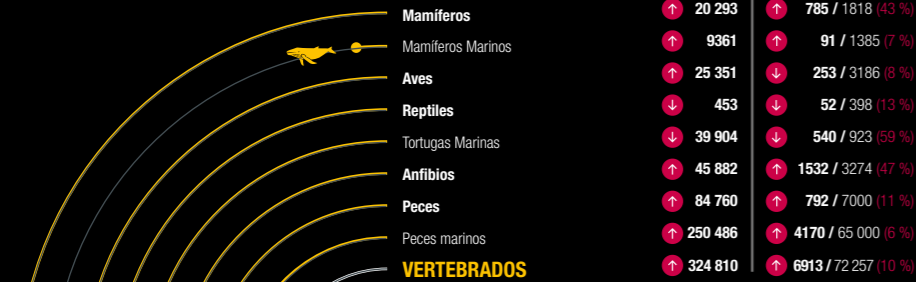 Mamíferos ↑ 20 293 ↑ 785 / 1818 (43 %)
Mamíferos Marinos ↑ 9361 ↑ 91 / 1385 (7 %)
Aves ↑ 25 351 ↓ 253 / 3186 (8 %)
Reptiles ↓ 453 ↓ 52 / 398 (13 %)
Tortugas Marinas ↓ 39 904 ↓ 540 / 923 (59 %)
Anfibios ↑ 45 882 ↑ 1532 / 3274 (47 %)
Peces ↑ 84 760 ↑ 792 / 7000 (11 %)
Peces marinos ↑ 250 486 ↑ 4170 / 65 000 (6 %)
VERTEBRADOS ↑ 324 810 ↑ 6913 / 72 257 (10 %)